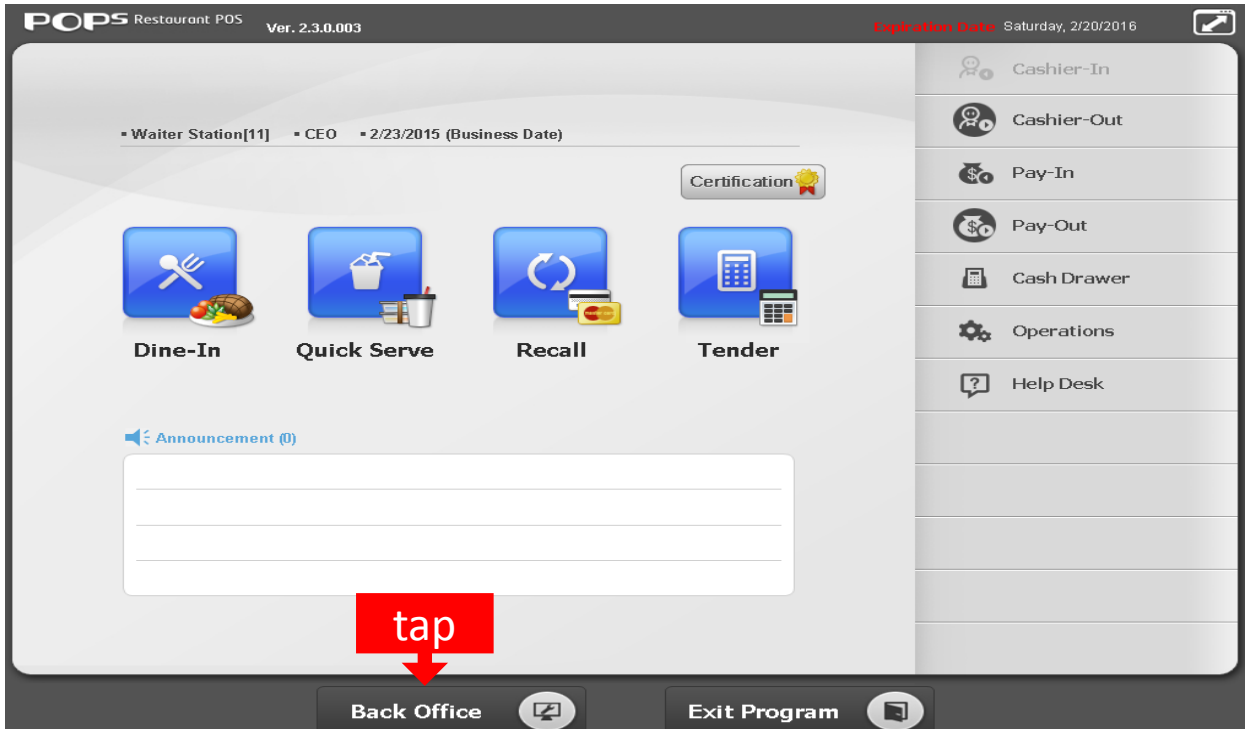 POPS Restaurant POS Ver. 2.3.0.003 Expiration Date Saturday, 2/20/2016
▪ Waiter Station[11] ▪ CEO ▪ 2/23/2015 (Business Date)
Certification
Dine-In Quick Serve Recall Tender
Announcement (0)
Cashier-In
Cashier-Out
Pay-In
Pay-Out
Cash Drawer
Operations
Help Desk
tap
Back Office Exit Program